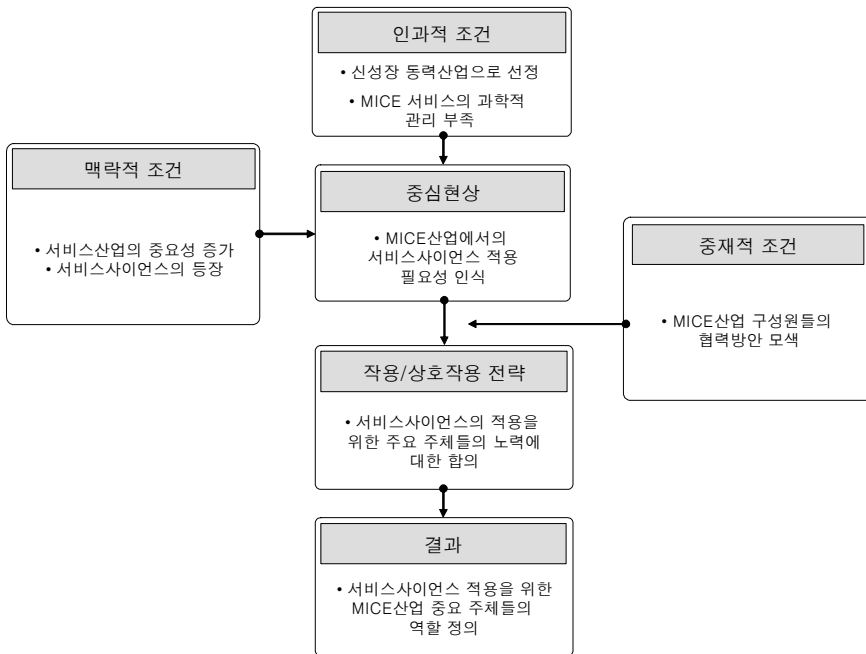 인과적 조건
• 신성장 동력산업으로 선정
• MICE 서비스의 과학적
관리 부족
맥락적 조건
• 서비스산업의 중요성 증가
• 서비스사이언스의 등장
중심현상
• MICE산업에서의
서비스사이언스 적용
필요성 인식
중재적 조건
• MICE산업 구성원들의
협력방안 모색
작용/상호작용 전략
• 서비스사이언스의 적용을
위한 주요 주체들의 노력에
대한 합의
결과
• 서비스사이언스 적용을 위한
MICE산업 중요 주체들의
역할 정의